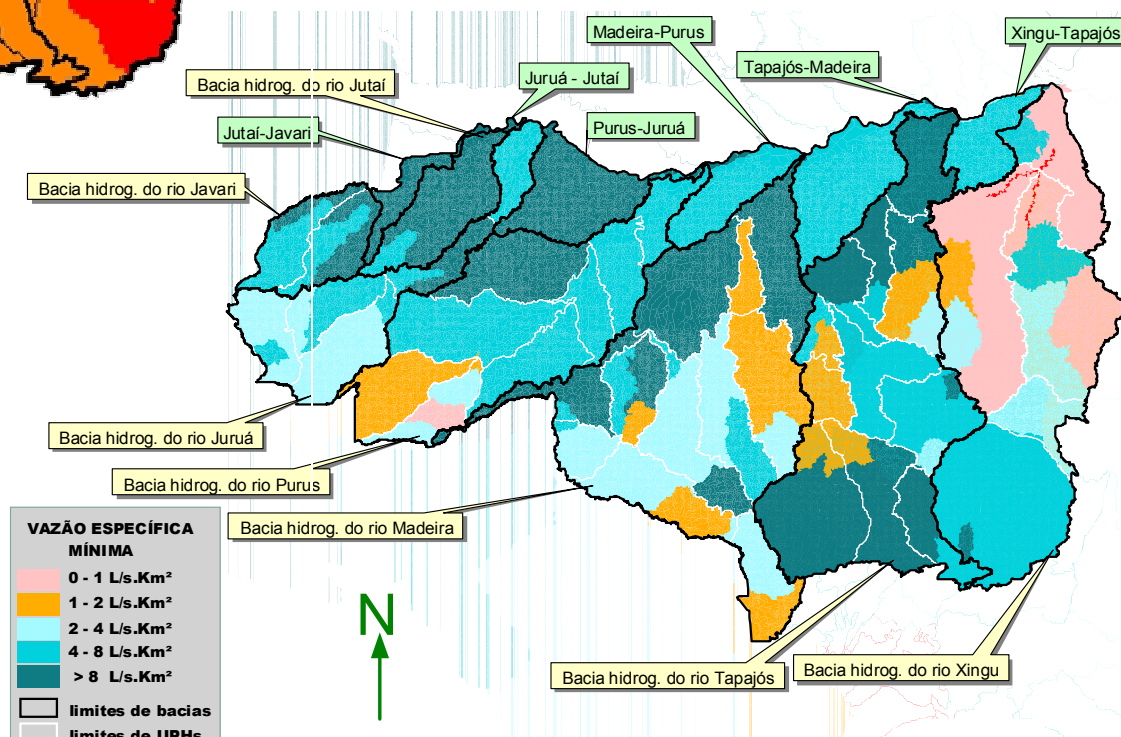 Madeira-Purus
Xingu-Tapajós
Tapajós-Madeira
Juruá - Jutaí
Bacia hidrog. do rio Jutaí
Jutaí-Javari
Purus-Juruá
Bacia hidrog. do rio Javari
Bacia hidrog. do rio Juruá
Bacia hidrog. do rio Purus
Bacia hidrog. do rio Madeira
VAZÃO ESPECÍFICA
MÍNIMA
0 - 1 L/s.Km²
1 - 2 L/s.Km²
2 - 4 L/s.Km²
4 - 8 L/s.Km²
> 8 L/s.Km²
limites de bacias
limites de UPHs
N
Bacia hidrog. do rio Tapajós
Bacia hidrog. do rio Xingu